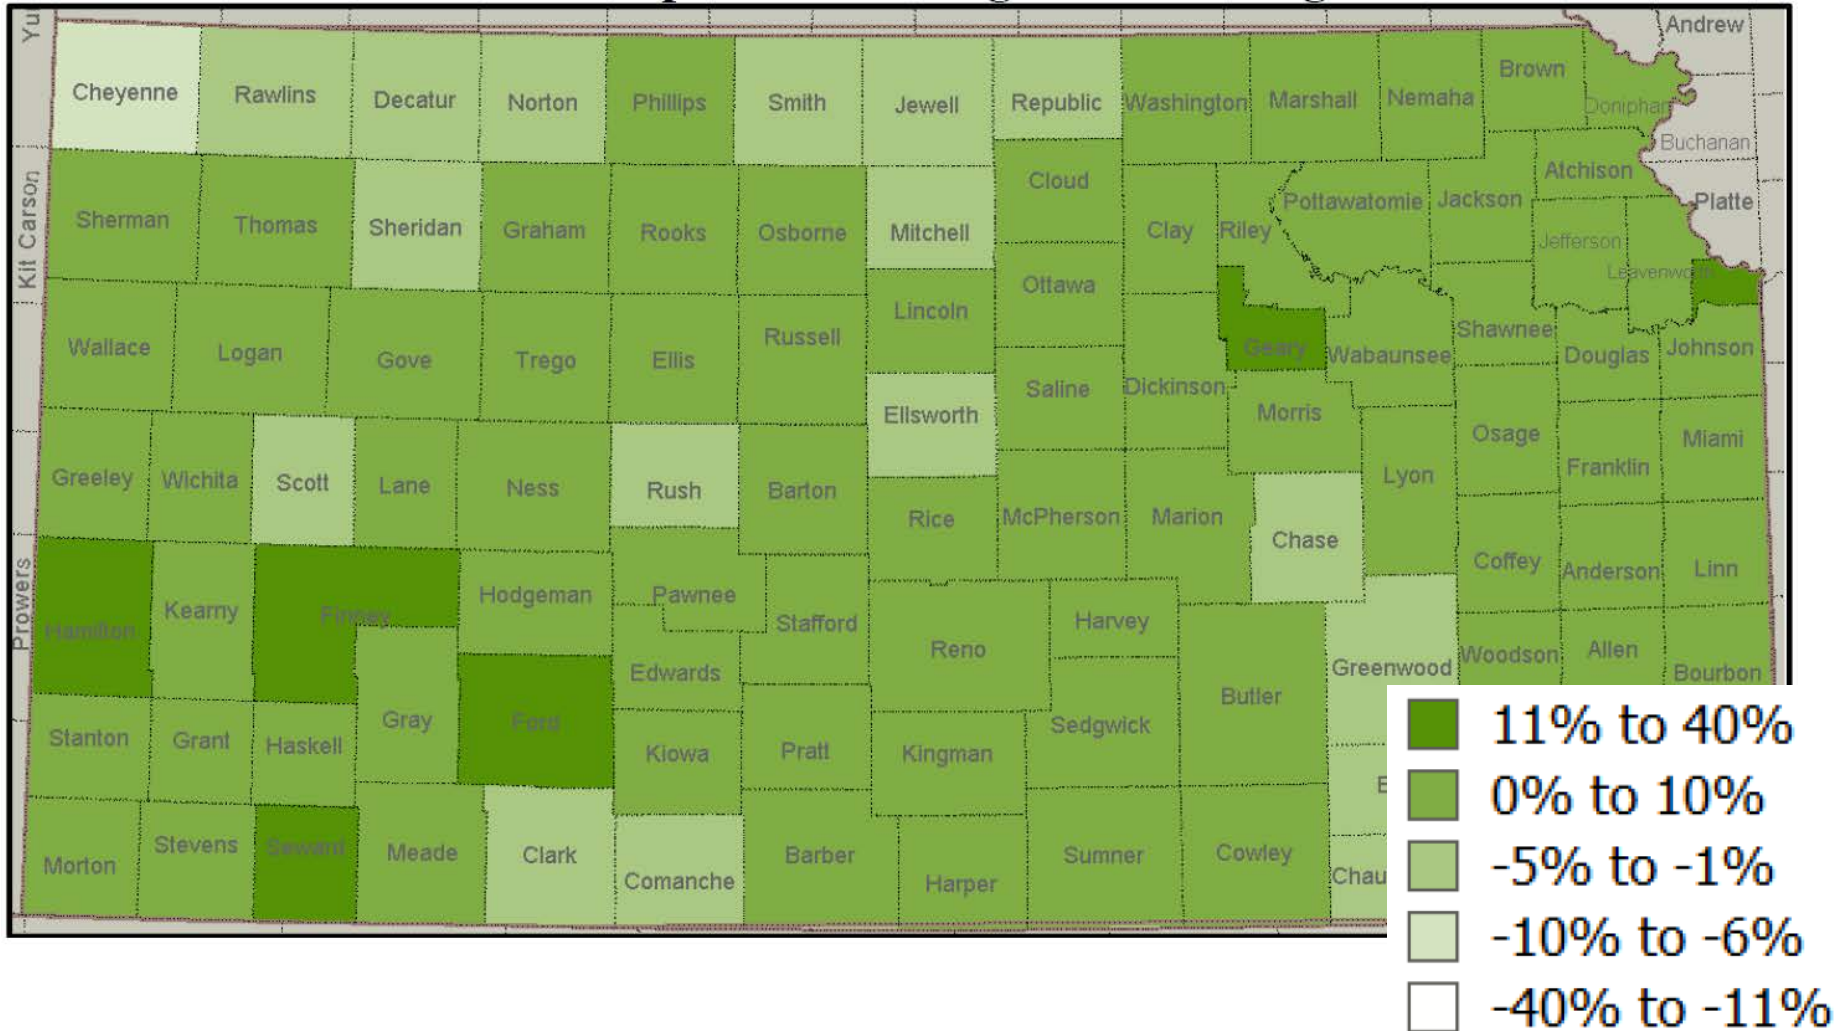 Yu
Andrew
Cheyenne
Rawlins
Decatur
Norton
Phillips
Smith
Jewell
Republic
Washington
Marshall
Nemaha
Brown
Doniphan
Buchanan
Kit Carson
Sherman
Thomas
Sheridan
Graham
Rooks
Osborne
Mitchell
Cloud
Clay
Riley
Pottawatomie
Jackson
Atchison
Platte
Jefferson
Leavenworth
Wallace
Logan
Gove
Trego
Ellis
Russell
Lincoln
Ottawa
Saline
Dickinson
Geary
Wabaunsee
Shawnee
Douglas
Johnson
Ellsworth
Morris
Greeley
Wichita
Scott
Lane
Ness
Rush
Barton
Rice
McPherson
Marion
Chase
Lyon
Osage
Franklin
Miami
Prowers
Hamilton
Kearny
Finney
Hodgeman
Pawnee
Stafford
Edwards
Reno
Harvey
Coffey
Anderson
Linn
Greenwood
Woodson
Allen
Bourbon
Stanton
Grant
Haskell
Gray
Ford
Kiowa
Pratt
Kingman
Sedgwick
Butler
E
Morton
Stevens
Seward
Meade
Clark
Comanche
Barber
Harper
Sumner
Cowley
Chau
11% to 40%
0% to 10%
-5% to -1%
-10% to -6%
-40% to -11%